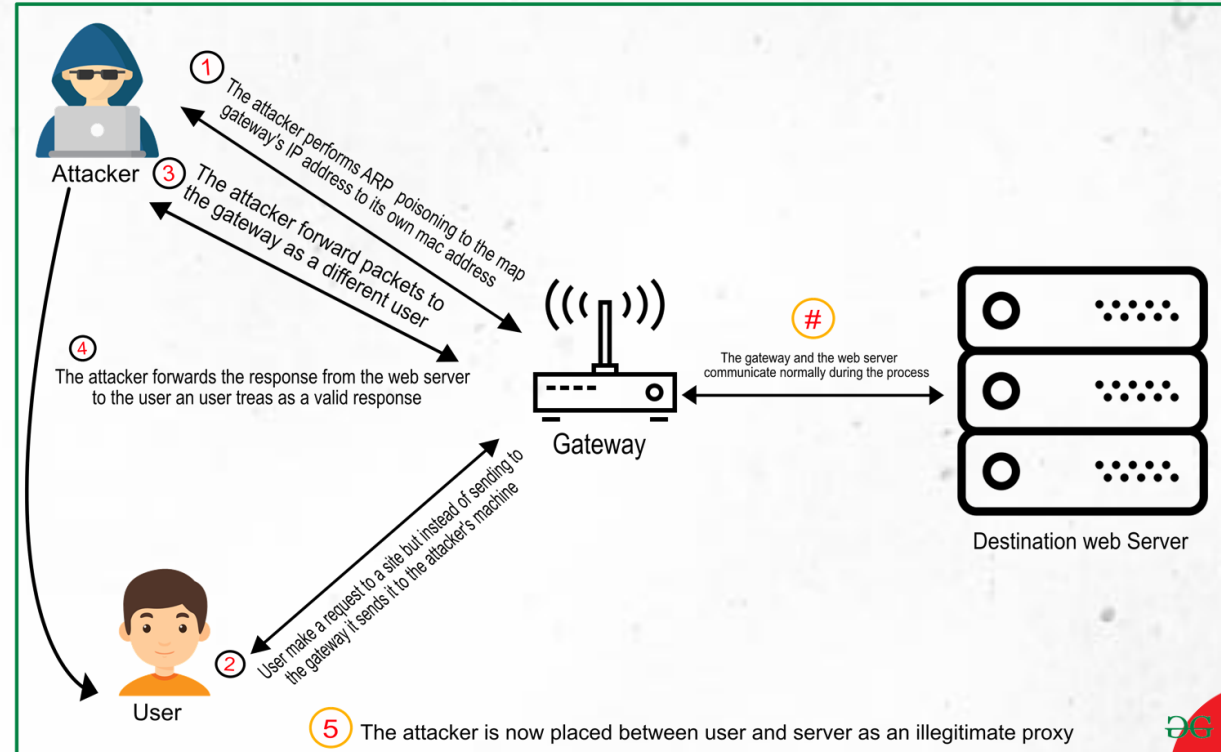 1
The attacker performs ARP poisoning to the map
gateway's IP address to its own mac address
Attacker
3
The attacker forward packets to
the gateway as a different user
4
The attacker forwards the response from the web server
to the user an user treas as a valid response
#
The gateway and the web server
communicate normally during the process
Gateway
Destination web Server
2
User make a request to a site but instead of sending to
the gateway it sends it to the attacker's machine
User
5
The attacker is now placed between user and server as an illegitimate proxy